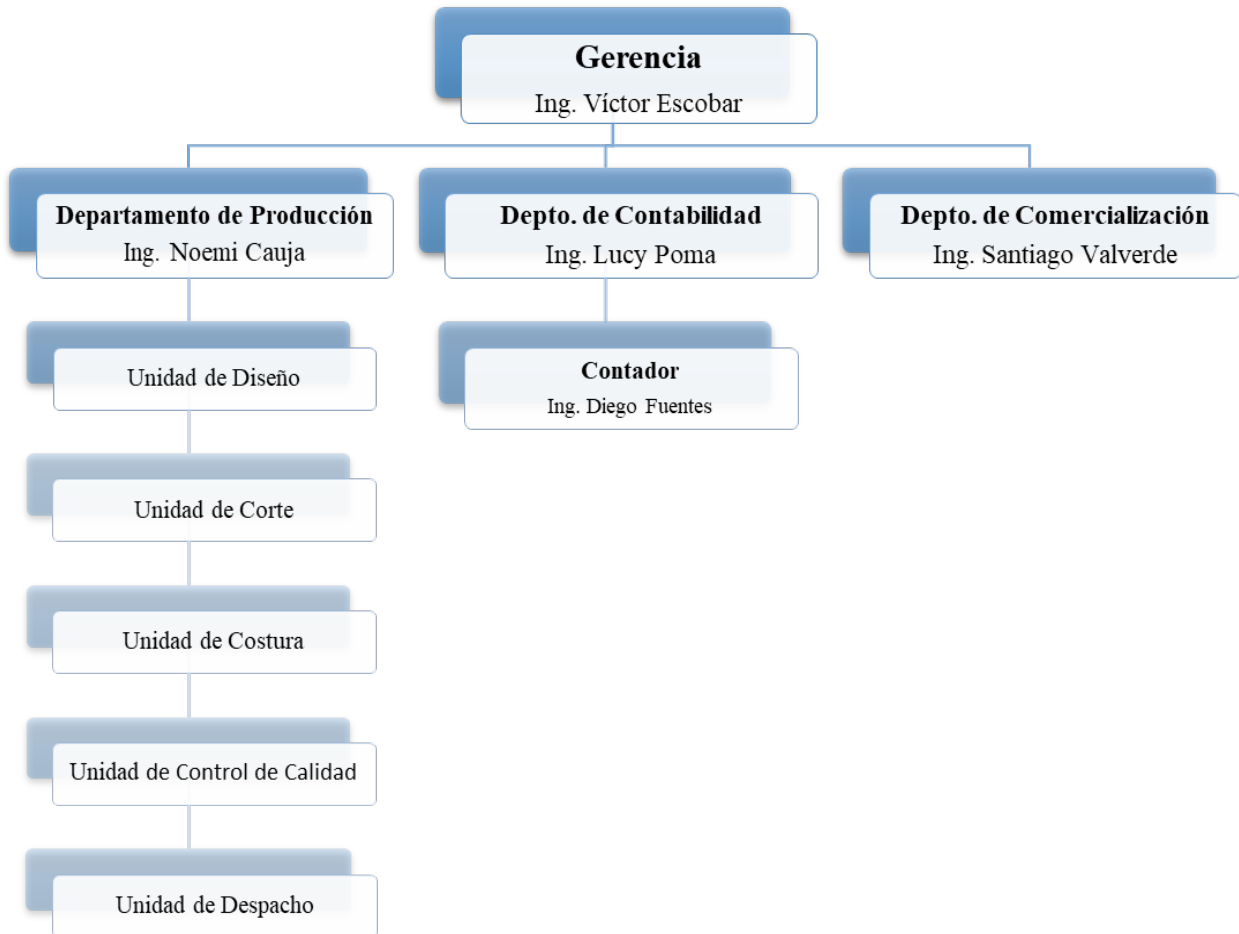 Gerencia
Ing. Víctor Escobar
Departamento de Producción
Ing. Noemi Cauja
Depto. de Contabilidad
Ing. Lucy Poma
Depto. de Comercialización
Ing. Santiago Valverde
Unidad de Diseño
Contador
Ing. Diego Fuentes
Unidad de Corte
Unidad de Costura
Unidad de Control de Calidad
Unidad de Despacho